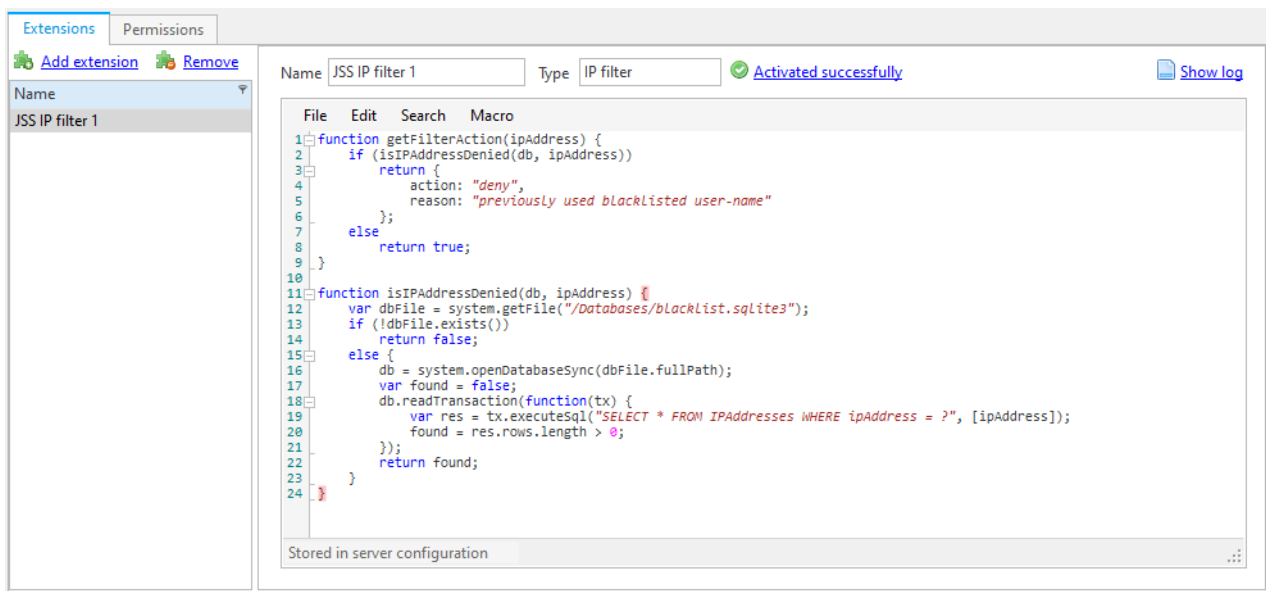 Extensions Permissions
Add extension Remove
Name
JSS IP filter 1
Name JSS IP filter 1 Type IP filter Activated successfully Show log
File Edit Search Macro
1 function getFilterAction(ipAddress) {
2     if (isIPAddressDenied(db, ipAddress))
3         return {
4             action: "deny",
5             reason: "previously used blacklisted user-name"
6         };
7     else
8         return true;
9 }
10
11 function isIPAddressDenied(db, ipAddress) {
12     var dbFile = system.getFile("/Databases/blacklist.sqlite3");
13     if (!dbFile.exists())
14         return false;
15     else {
16         db = system.openDatabaseSync(dbFile.fullPath);
17         var found = false;
18         db.readTransaction(function(tx) {
19             var res = tx.executeSql("SELECT * FROM IPAddresses WHERE ipAddress = ?", [ipAddress]);
20             found = res.rows.length > 0;
21         });
22         return found;
23     }
24 }
Stored in server configuration